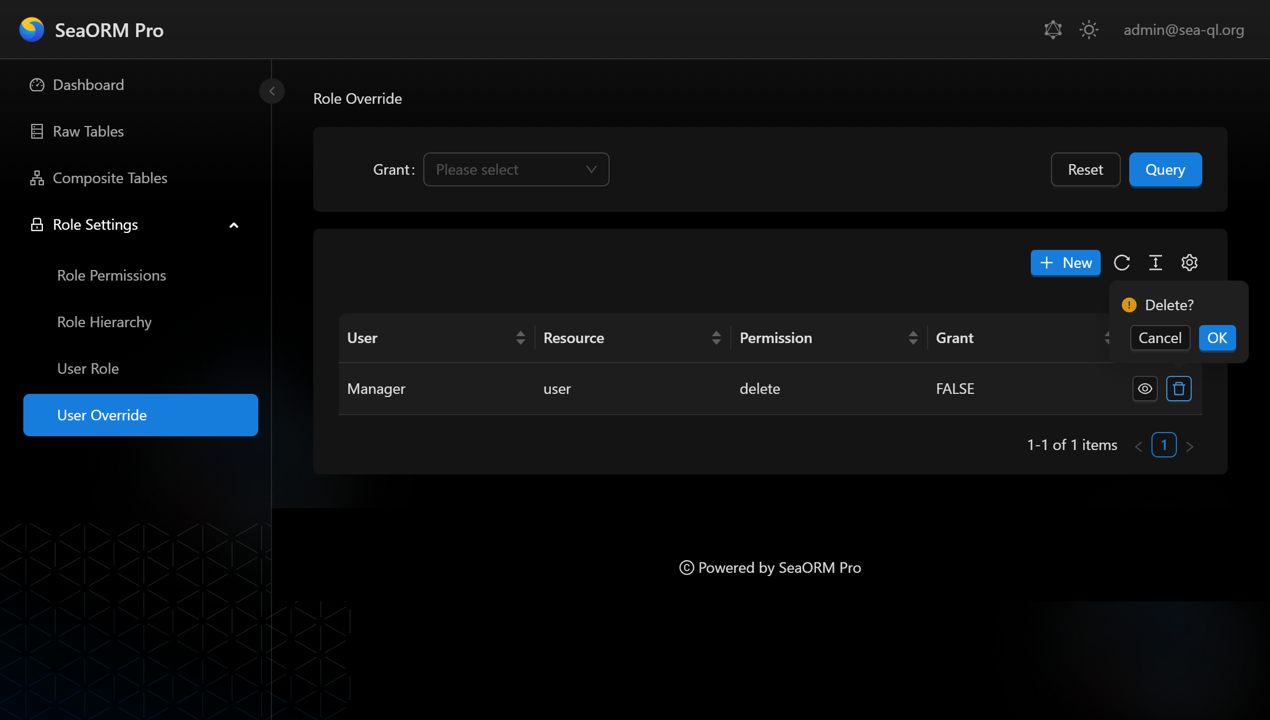 SeaORM Pro
admin@sea-ql.org
Dashboard
Raw Tables
Composite Tables
Role Settings
Role Permissions
Role Hierarchy
User Role
User Override
Role Override
Grant:
Please select
Reset
Query
New
Delete?
Cancel
OK
User
Resource
Permission
Grant
Manager
user
delete
FALSE
1-1 of 1 items
1
© Powered by SeaORM Pro